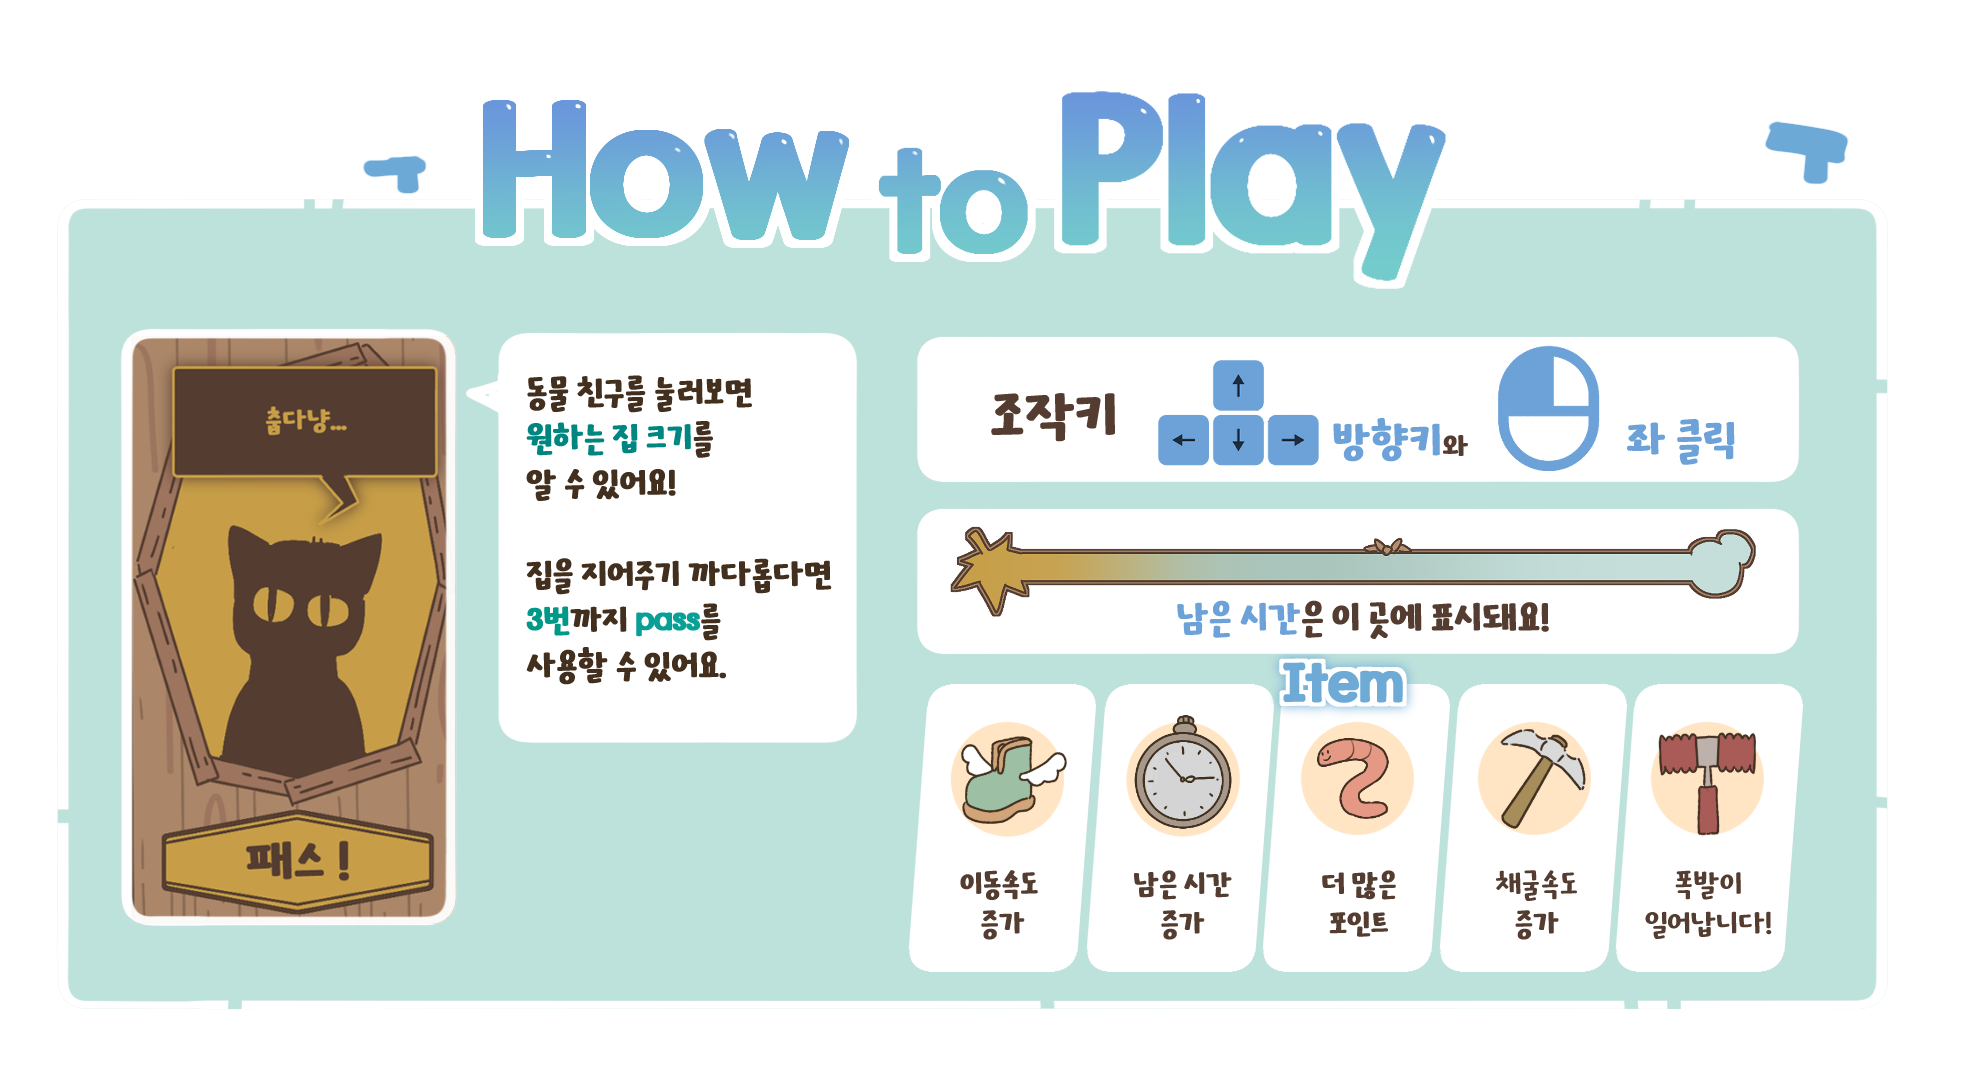 How to Play
춥다냥...
패스 !
동물 친구를 눌러보면
원하는 집 크기를
알 수 있어요!
집을 지어주기 까다롭다면
3번까지 pass를
사용할 수 있어요.
조작키
↑
← ↓ →
방향키와
좌 클릭
남은 시간은 이 곳에 표시돼요!
Item
이동속도
증가
남은 시간
증가
더 많은
포인트
채굴속도
증가
폭발이
일어납니다!